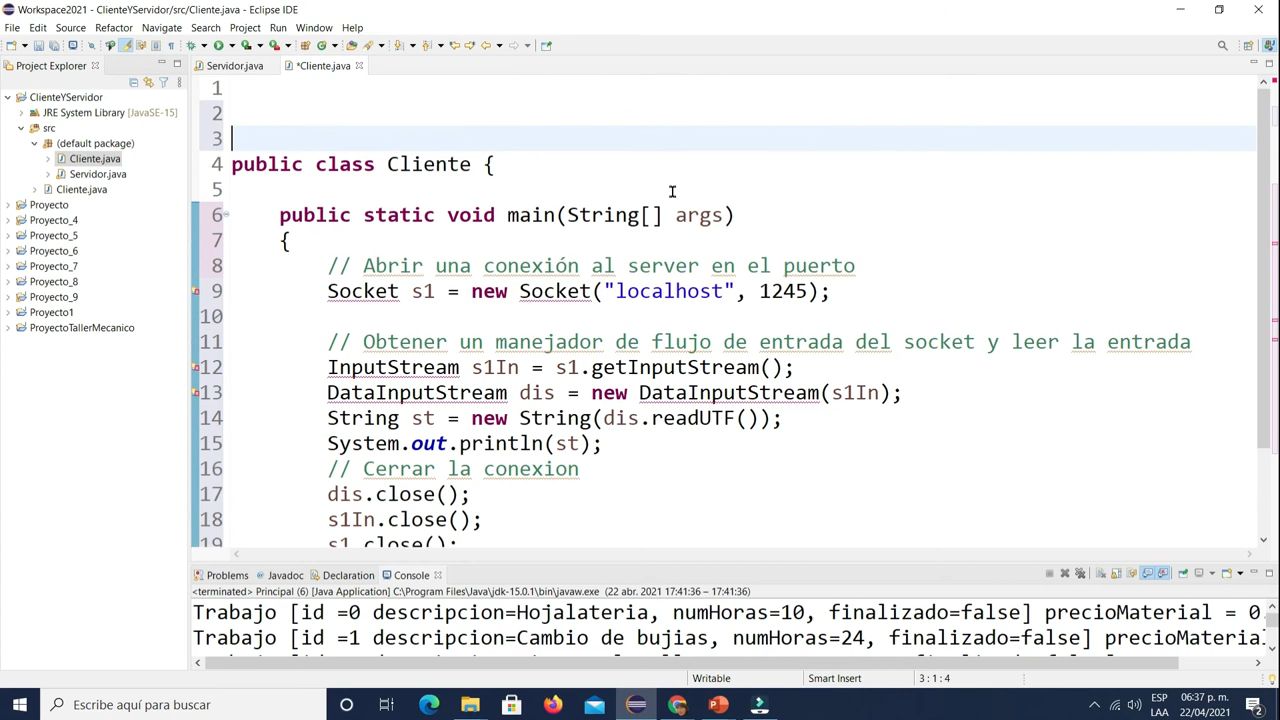 Workspace2021 - ClienteYServidor/src/Cliente.java - Eclipse IDE
File Edit Source Refactor Navigate Search Project Run Window Help
Project Explorer
Servidor.java *Cliente.java
ClienteYServidor
JRE System Library [JavaSE-15]
src
(default package)
Cliente.java
Servidor.java
Cliente.java
Proyecto
Proyecto_4
Proyecto_5
Proyecto_6
Proyecto_7
Proyecto_8
Proyecto_9
Proyecto1
ProyectoTallerMecanico
1
2
3
4 public class Cliente {
5
6 public static void main(String[] args)
7 {
8 // Abrir una conexión al server en el puerto
9 Socket s1 = new Socket("localhost", 1245);
10
11 // Obtener un manejador de flujo de entrada del socket y leer la entrada
12 InputStream s1In = s1.getInputStream();
13 DataInputStream dis = new DataInputStream(s1In);
14 String st = new String(dis.readUTF());
15 System.out.println(st);
16 // Cerrar la conexion
17 dis.close();
18 s1In.close();
19 s1.close();
Problems Javadoc Declaration Console
<terminated> Principal (6) [Java Application] C:\Program Files\Java\jdk-15.0.1\bin\javaw.exe (22 abr. 2021 17:41:36 – 17:41:36)
Trabajo [id =0 descripcion=Hojalateria, numHoras=10, finalizado=false] precioMaterial = 0.
Trabajo [id =1 descripcion=Cambio de bujias, numHoras=24, finalizado=false] precioMaterial
Writable Smart Insert 3 : 1 : 4
Escribe aquí para buscar
ESP
LAA
06:37 p. m.
22/04/2021
2